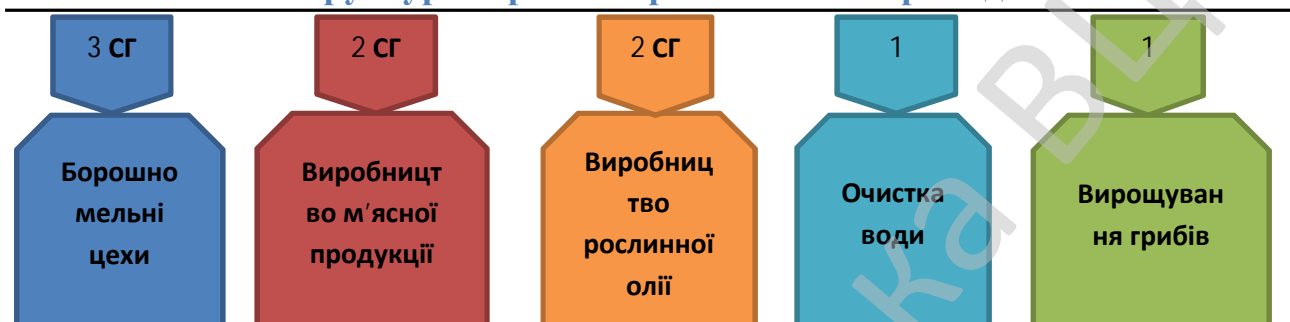 3 СГ
2 СГ
2 СГ
1
1
Борошно
мельні
цехи
Виробницт
во м′ясної
продукції
Виробниц
тво
рослинної
олії
Очистка
води
Вирощуван
ня грибів